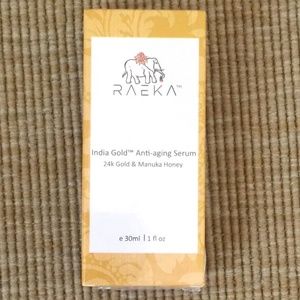 RAEKA™
India Gold™ Anti-aging Serum
24k Gold & Manuka Honey
e 30ml | 1 fl oz